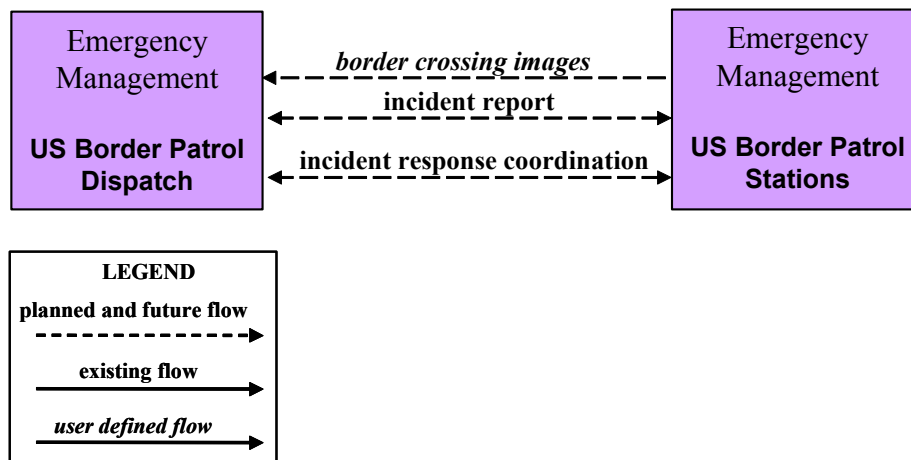 Emergency
Management
US Border Patrol
Dispatch
border crossing images
incident report
incident response coordination
Emergency
Management
US Border Patrol
Stations
LEGEND
planned and future flow
existing flow
user defined flow